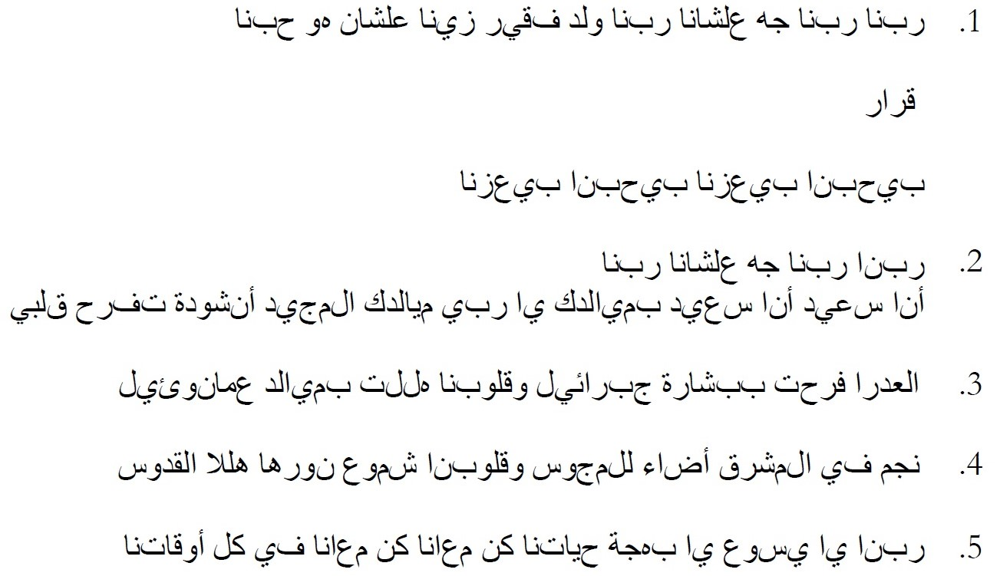 1. ربنا ربنا جه علشانا ربنا ولد فقير زينا علشان هو حبنا
قرار
بيحبنا بيعزنا بيحبنا بيعزنا
2. ربنا ربنا جه علشانا ربنا
أنا سعيد أنا سعيد بميالدك يا ربي ميالدك المجيد أنشودة تفرح قلبي
3. العدرا فرحت ببشارة جبرائيل وقلوبنا هللت بميالد عمانوئيل
4. نجم في المشرق أضاء للمجوس وقلوبنا شموع نورها هللا القدوس
5. ربنا يا يسوع يا بهجة حياتنا كن معانا كن معانا في كل أوقاتنا